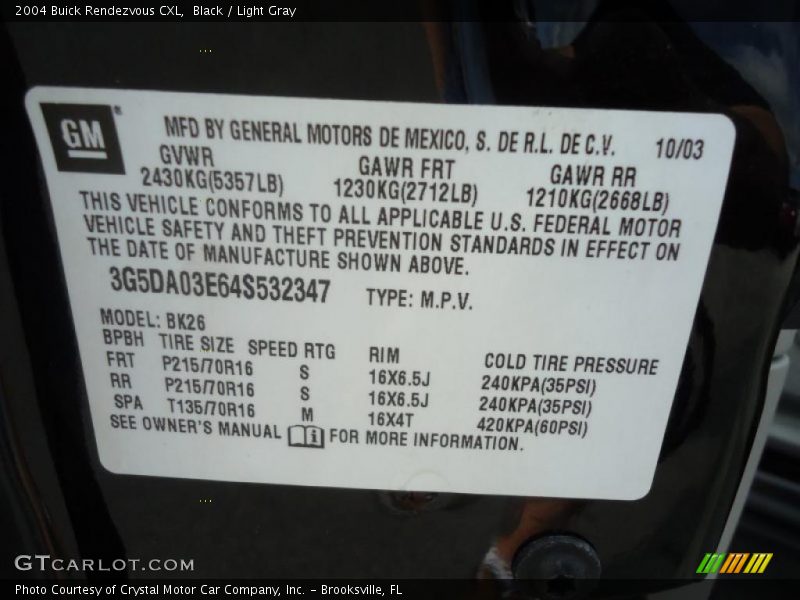 2004 Buick Rendezvous CXL,  Black / Light Gray
GM®
MFD BY GENERAL MOTORS DE MEXICO, S. DE R.L. DE C.V. 10/03
GVWR GAWR FRT GAWR RR
2430KG(5357LB) 1230KG(2712LB) 1210KG(2668LB)
THIS VEHICLE CONFORMS TO ALL APPLICABLE U.S. FEDERAL MOTOR
VEHICLE SAFETY AND THEFT PREVENTION STANDARDS IN EFFECT ON
THE DATE OF MANUFACTURE SHOWN ABOVE.
3G5DA03E64S532347 TYPE: M.P.V.
MODEL: BK26
BPBH TIRE SIZE SPEED RTG RIM COLD TIRE PRESSURE
FRT P215/70R16 S 16X6.5J 240KPA(35PSI)
RR P215/70R16 S 16X6.5J 240KPA(35PSI)
SPA T135/70R16 M 16X4T 420KPA(60PSI)
SEE OWNER'S MANUAL FOR MORE INFORMATION.
GTCARLOT.COM
Photo Courtesy of Crystal Motor Car Company, Inc. – Brooksville, FL